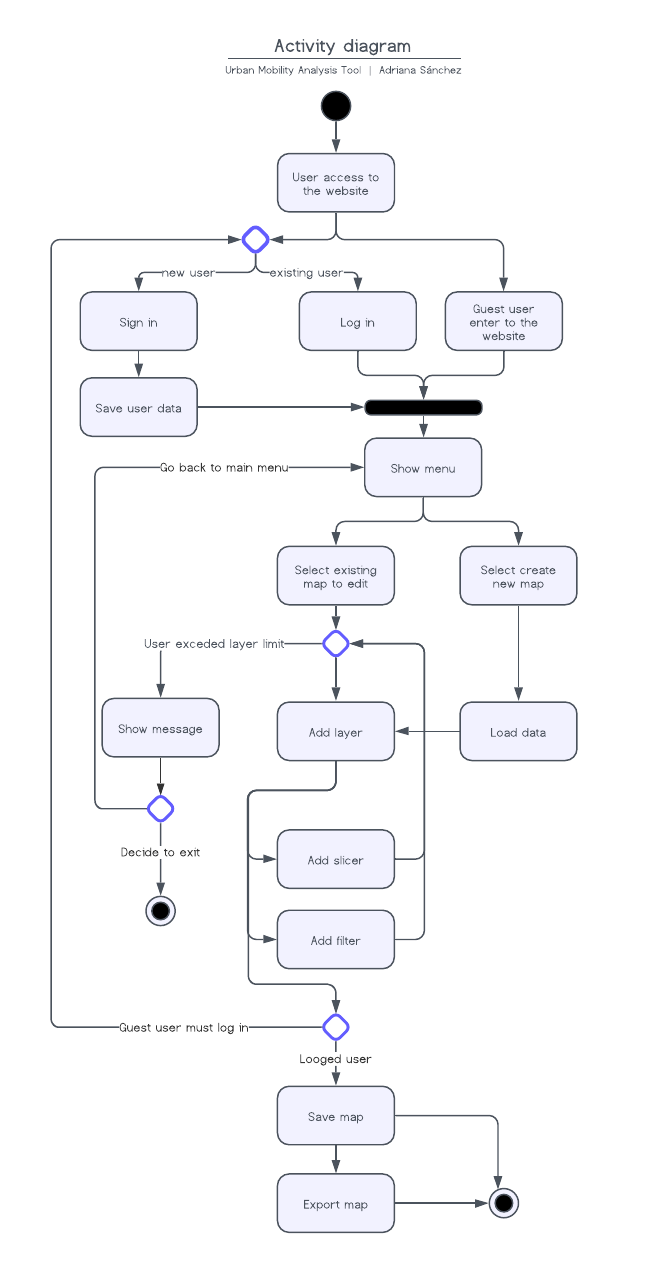 Activity diagram
Urban Mobility Analysis Tool | Adriana Sánchez
User access to
the website
new user
existing user
Sign in
Log in
Guest user
enter to the
website
Save user data
Go back to main menu
Show menu
Select existing
map to edit
Select create
new map
User exceded layer limit
Show message
Add layer
Load data
Decide to exit
Add slicer
Add filter
Guest user must log in
Looged user
Save map
Export map